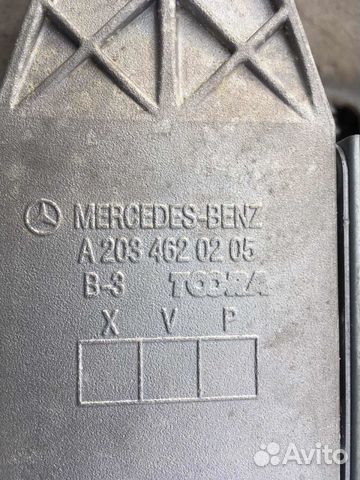 MERCEDES-BENZ
A 203 462 02 05
B-3
X V P
Avito